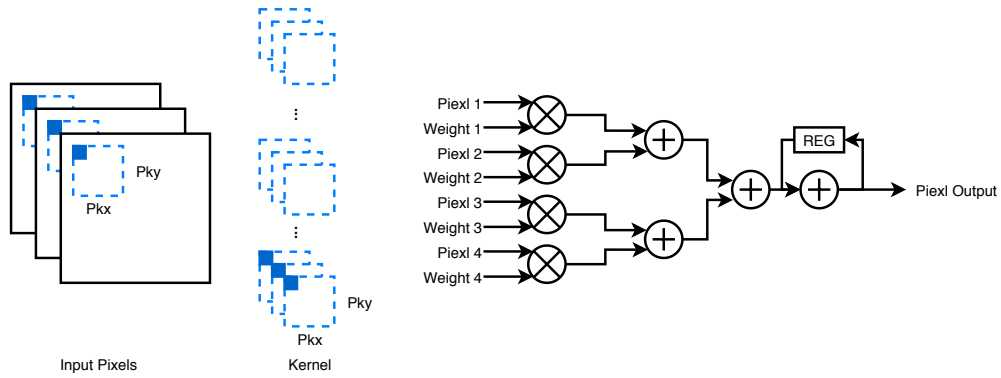 Pky
Pkx
Input Pixels
...
...
Pky
Pkx
Kernel
Piexl 1
Weight 1
Piexl 2
Weight 2
Piexl 3
Weight 3
Piexl 4
Weight 4
REG
Piexl Output